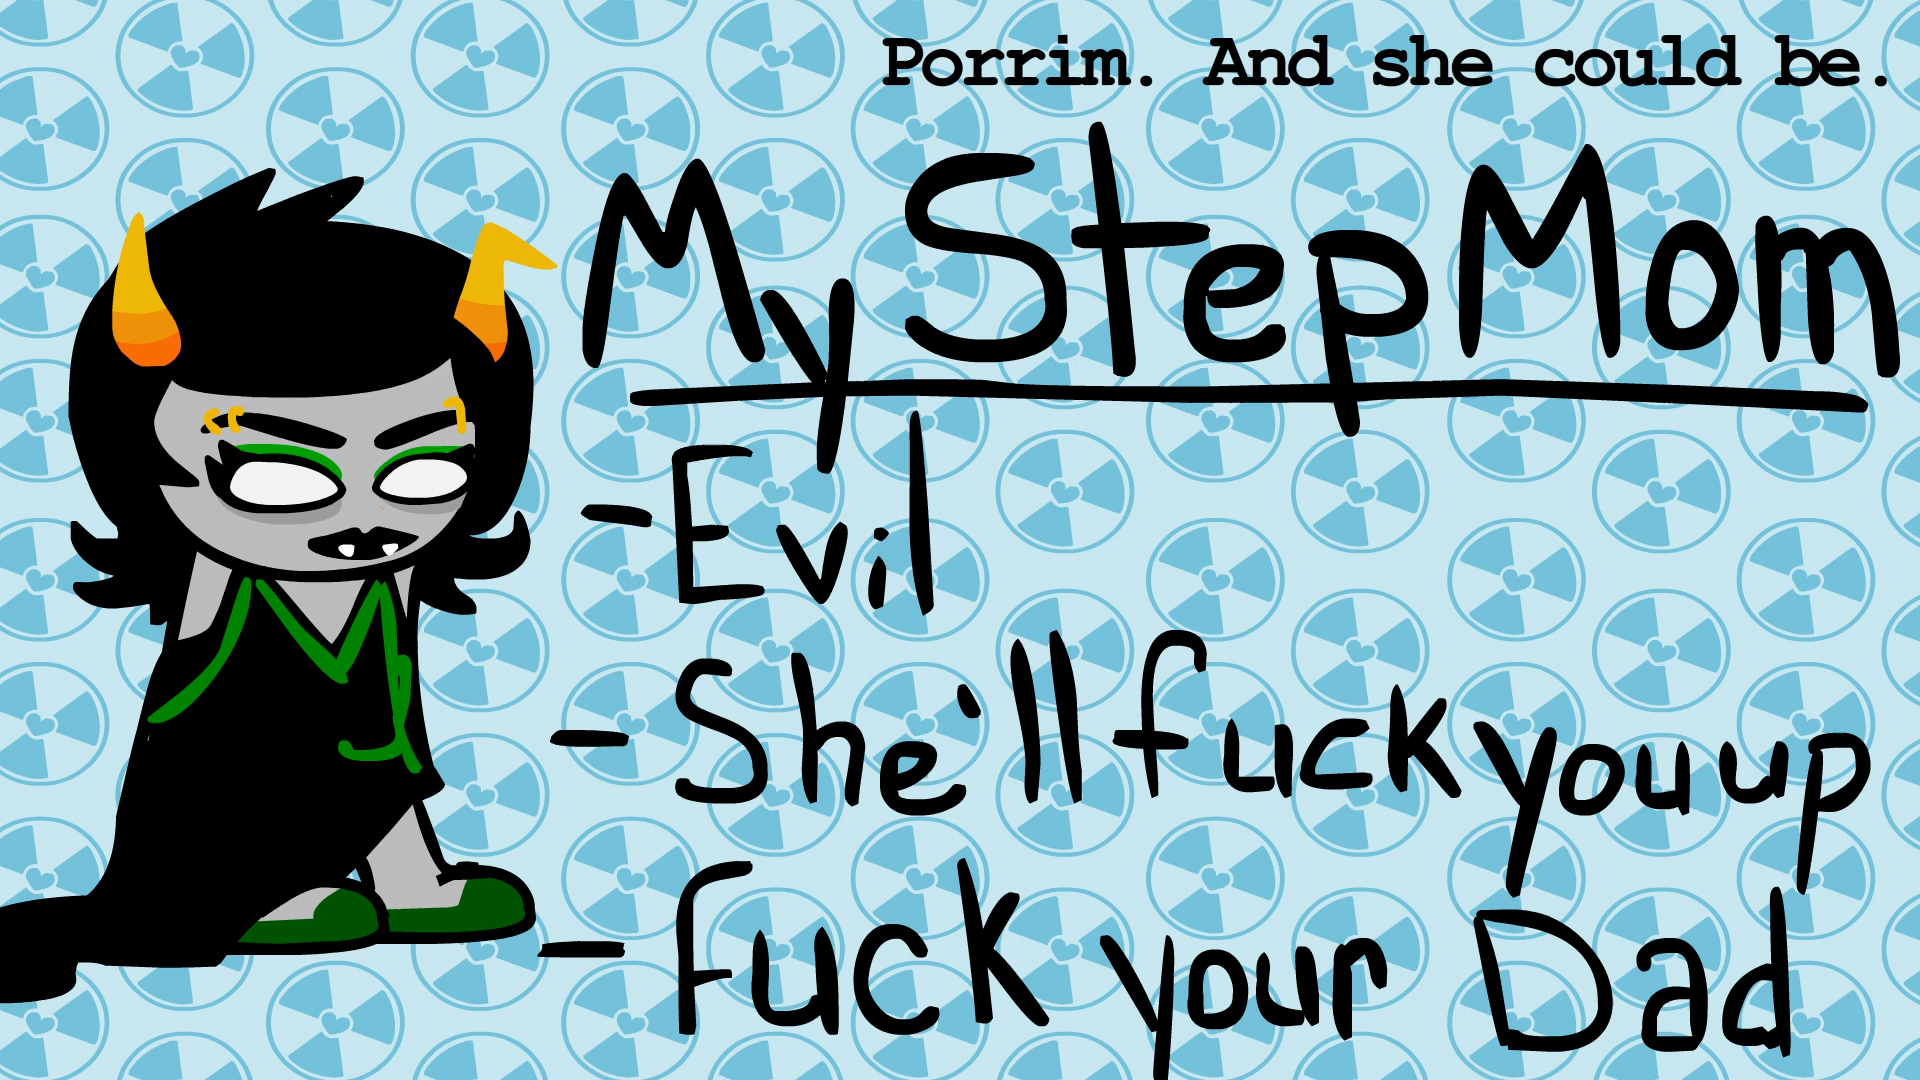 Porrim. And she could be.
My StepMom
-Evil
-She'll fuck you up
-Fuck your Dad